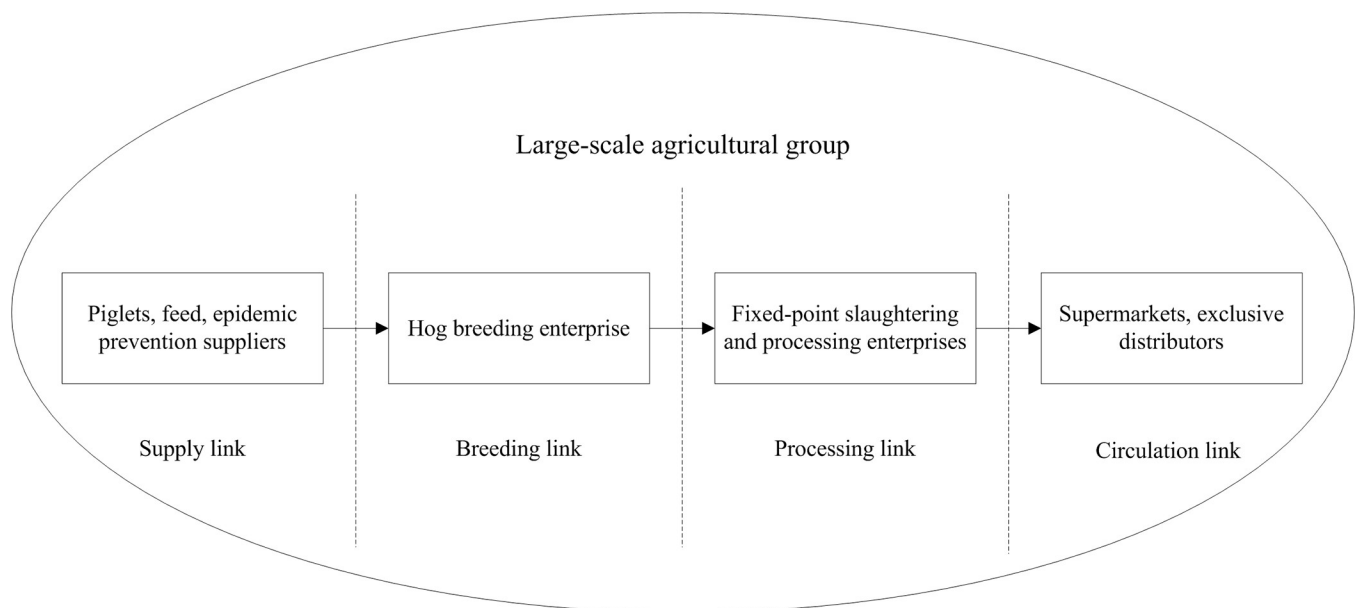 Large-scale agricultural group
Piglets, feed, epidemic
prevention suppliers
Hog breeding enterprise
Fixed-point slaughtering
and processing enterprises
Supermarkets, exclusive
distributors
Supply link
Breeding link
Processing link
Circulation link